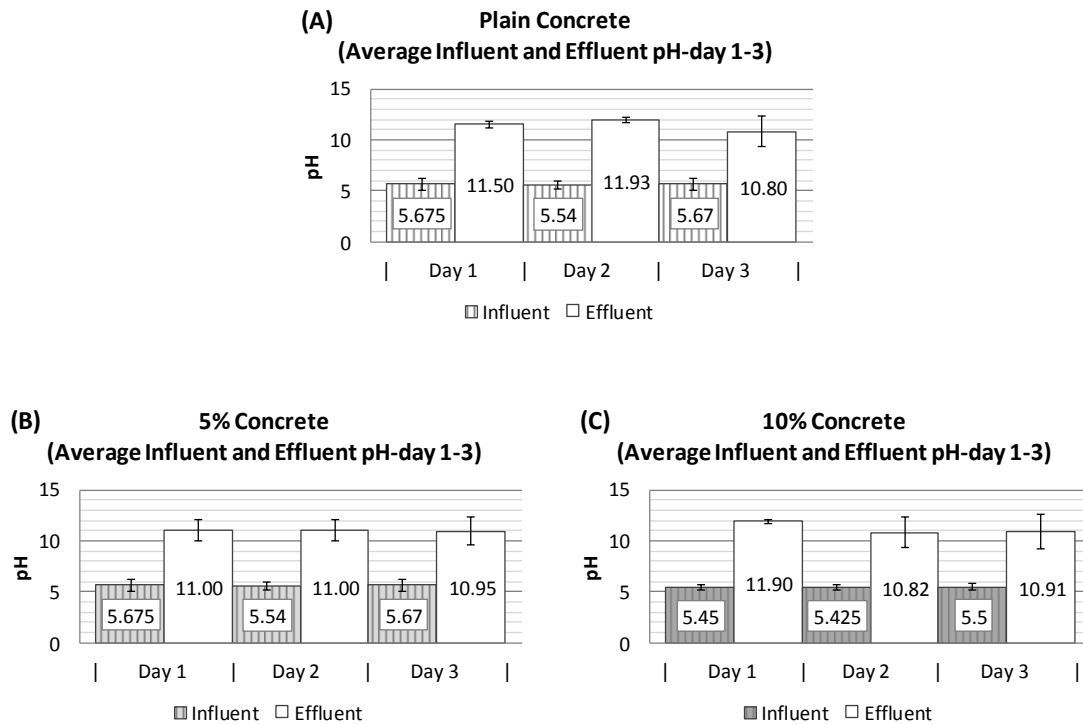 (A) Plain Concrete
(Average Influent and Effluent pH-day 1-3)
15
10
5
0
pH
5.675 11.50 5.54 11.93 5.67 10.80
| Day 1 | Day 2 | Day 3 |
Influent Effluent
(B) 5% Concrete
(Average Influent and Effluent pH-day 1-3)
15
10
5
0
pH
5.675 11.00 5.54 11.00 5.67 10.95
| Day 1 | Day 2 | Day 3 |
Influent Effluent
(C) 10% Concrete
(Average Influent and Effluent pH-day 1-3)
15
10
5
0
pH
5.45 11.90 5.425 10.82 5.5 10.91
| Day 1 | Day 2 | Day 3 |
Influent Effluent